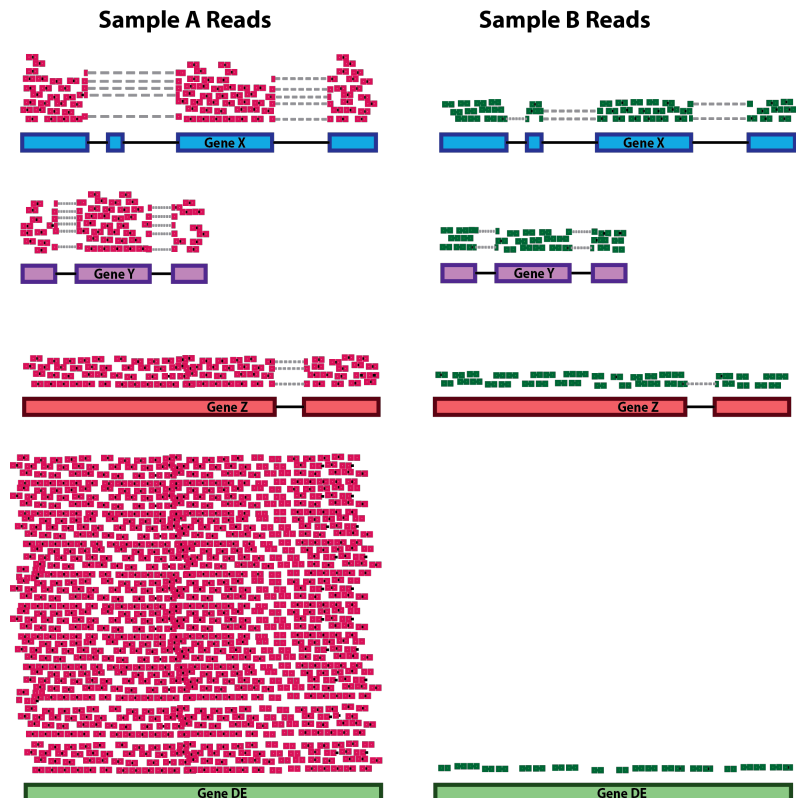 Sample A Reads
Sample B Reads
Gene X
Gene X
Gene Y
Gene Y
Gene Z
Gene Z
Gene DE
Gene DE